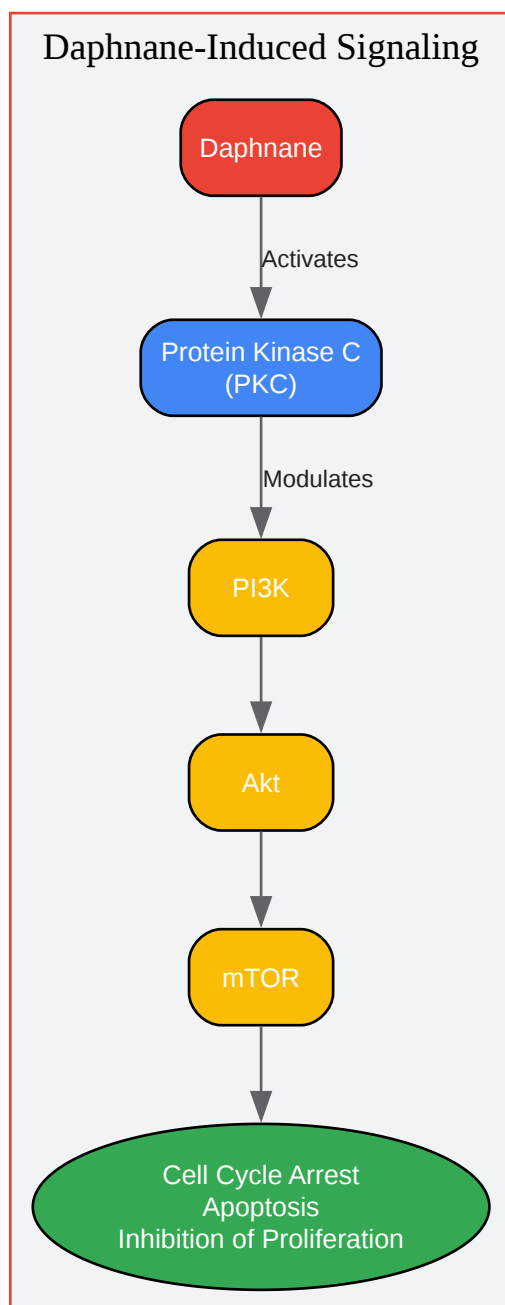 Daphnane-Induced Signaling
Daphnane
Activates
Protein Kinase C
(PKC)
Modulates
PI3K
Akt
mTOR
Cell Cycle Arrest
Apoptosis
Inhibition of Proliferation